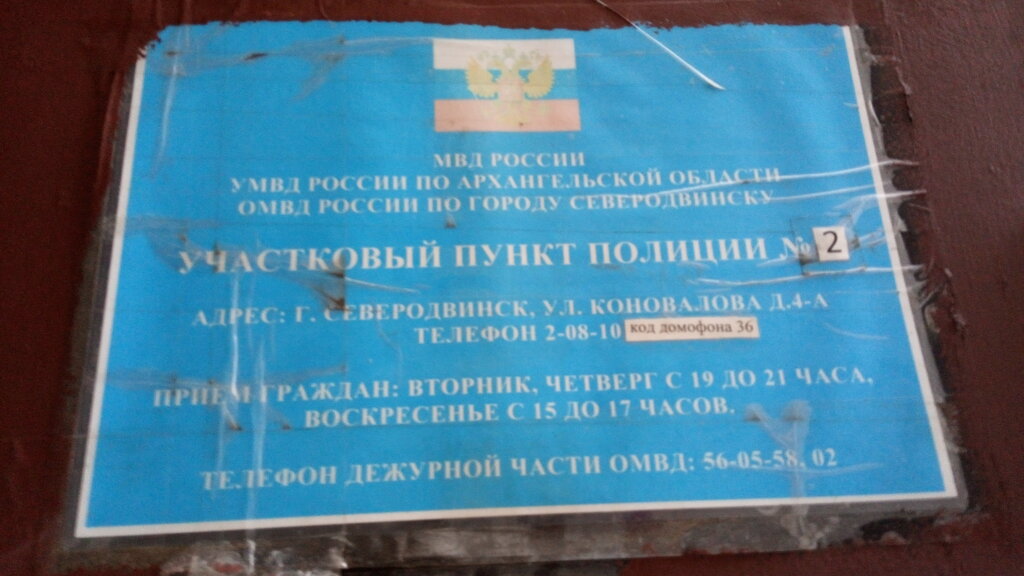 МВД РОССИИ
УМВД РОССИИ ПО АРХАНГЕЛЬСКОЙ ОБЛАСТИ
ОМВД РОССИИ ПО ГОРОДУ СЕВЕРОДВИНСКУ
УЧАСТКОВЫЙ ПУНКТ ПОЛИЦИИ № 2
АДРЕС: Г. СЕВЕРОДВИНСК, УЛ. КОНОВАЛОВА Д.4-А
ТЕЛЕФОН 2-08-10 код домофона 36
ПРИЕМ ГРАЖДАН: ВТОРНИК, ЧЕТВЕРГ С 19 ДО 21 ЧАСА,
ВОСКРЕСЕНЬЕ С 15 ДО 17 ЧАСОВ.
ТЕЛЕФОН ДЕЖУРНОЙ ЧАСТИ ОМВД: 56-05-58, 02